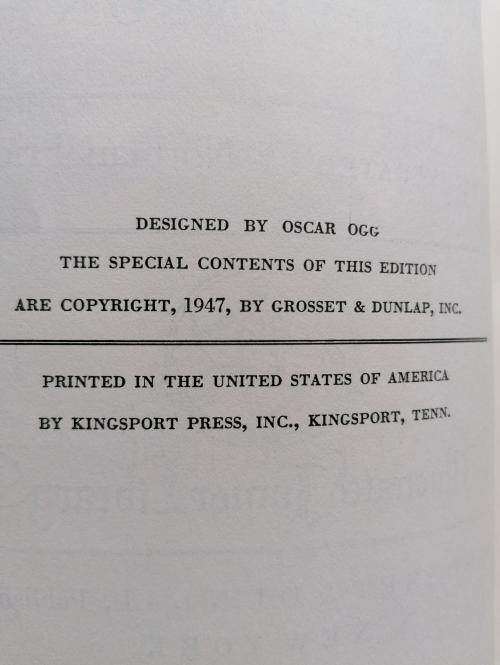 DESIGNED BY OSCAR OGG
THE SPECIAL CONTENTS OF THIS EDITION
ARE COPYRIGHT, 1947, BY GROSSET & DUNLAP, INC.
PRINTED IN THE UNITED STATES OF AMERICA
BY KINGSPORT PRESS, INC., KINGSPORT, TENN.